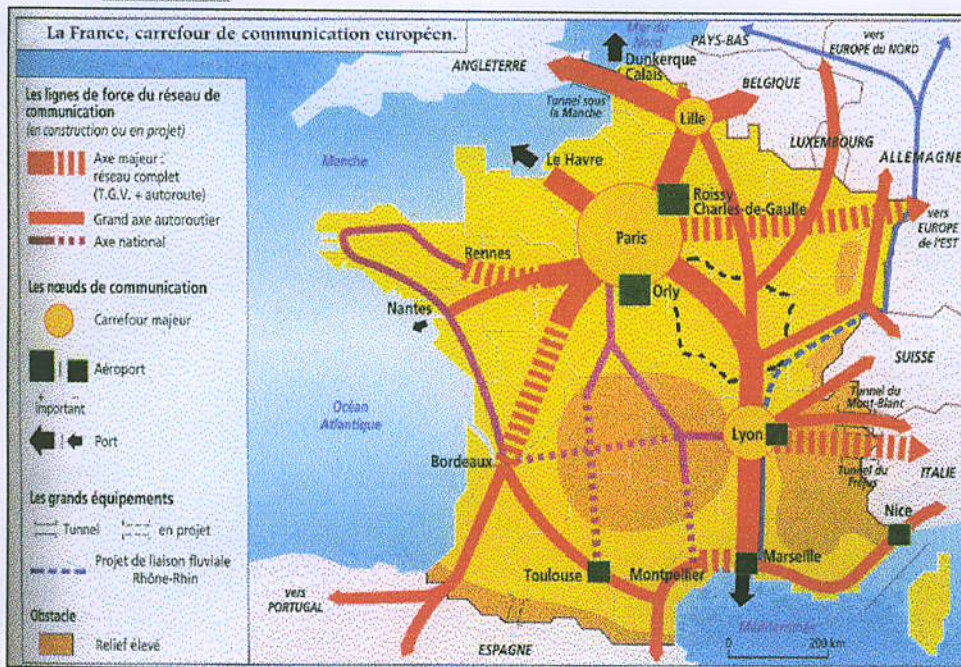 La France, carrefour de communication européen.
Les lignes de force du réseau de
communication
(en construction ou en projet)
Axe majeur :
réseau complet
(T.G.V. + autoroute)
Grand axe autoroutier
Axe national
Les nœuds de communication
Carrefour majeur
Aéroport
+ -
important
Port
Les grands équipements
Tunnel
en projet
Projet de liaison fluviale
Rhône-Rhin
Obstacle
Relief élevé
Mer du
Nord
PAYS-BAS
vers
EUROPE du NORD
ANGLETERRE
Dunkerque
Calais
BELGIQUE
Tunnel sous
la Manche
Lille
LUXEMBOURG
ALLEMAGNE
Manche
Le Havre
Roissy
Charles-de-Gaulle
vers
EUROPE
de l'EST
Paris
Rennes
Orly
Nantes
SUISSE
Océan
Atlantique
Tunnel du
Mont-Blanc
Lyon
Bordeaux
Tunnel du
Fréjus
ITALIE
Nice
Toulouse
Montpellier
Marseille
vers
PORTUGAL
Méditerranée
0 200 km
ESPAGNE